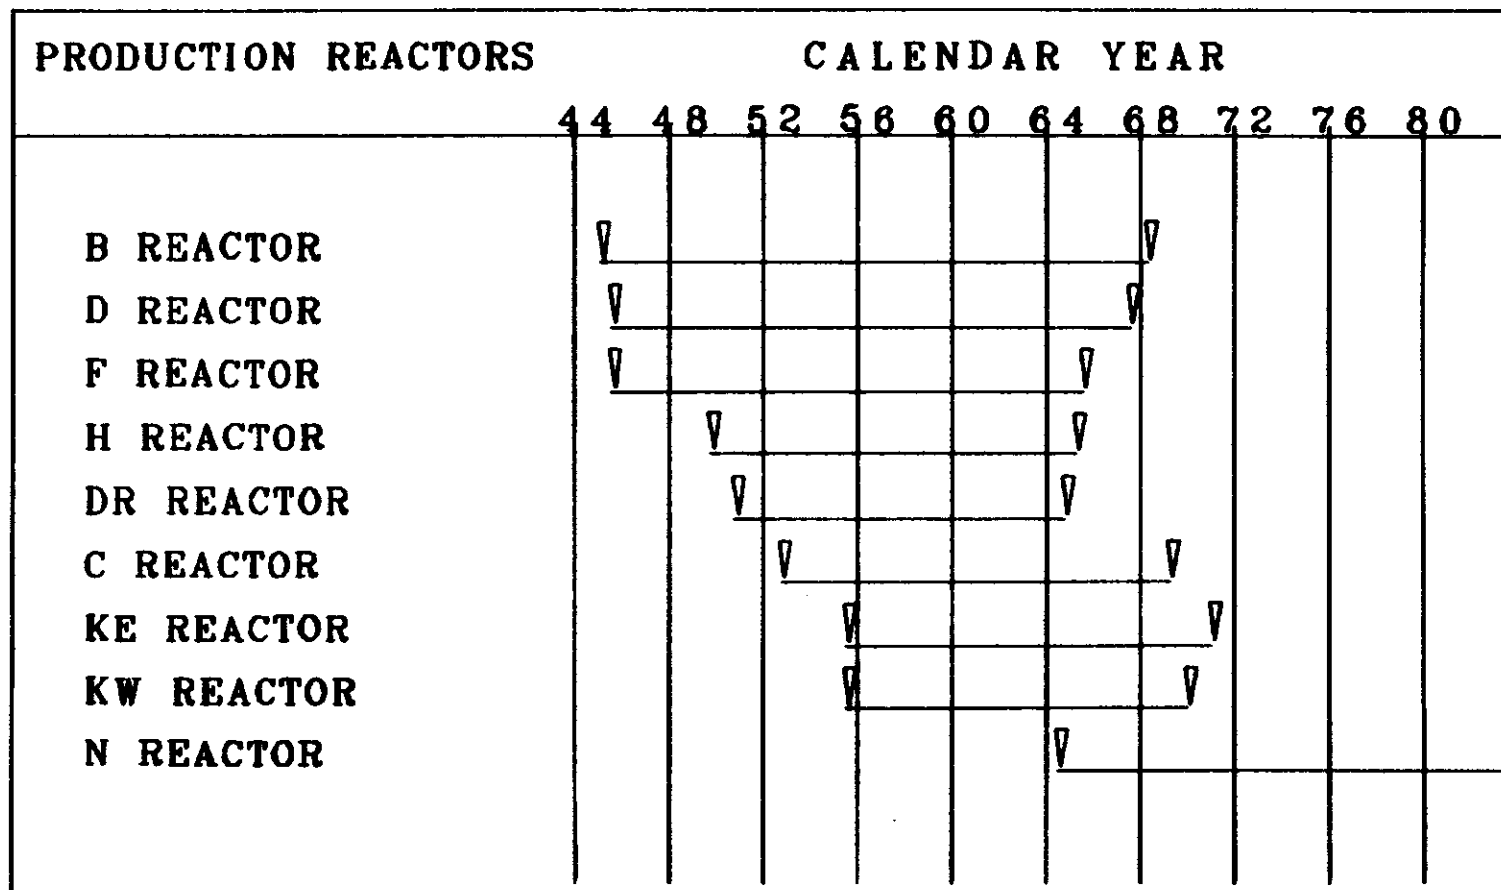 PRODUCTION REACTORS CALENDAR YEAR
44 48 52 56 60 64 68 72 76 80
B REACTOR
D REACTOR
F REACTOR
H REACTOR
DR REACTOR
C REACTOR
KE REACTOR
KW REACTOR
N REACTOR